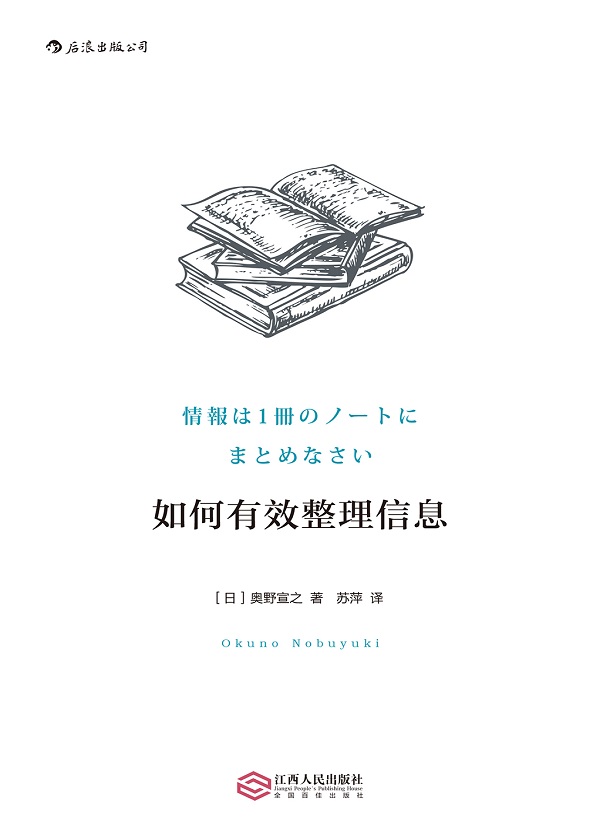 后浪出版公司
情報は1冊のノートに
まとめなさい
如何有效整理信息
[日]奥野宣之 著 苏萍 译
Okuno Nobuyuki
江西人民出版社
Jiangxi People's Publishing House
全国百佳出版社